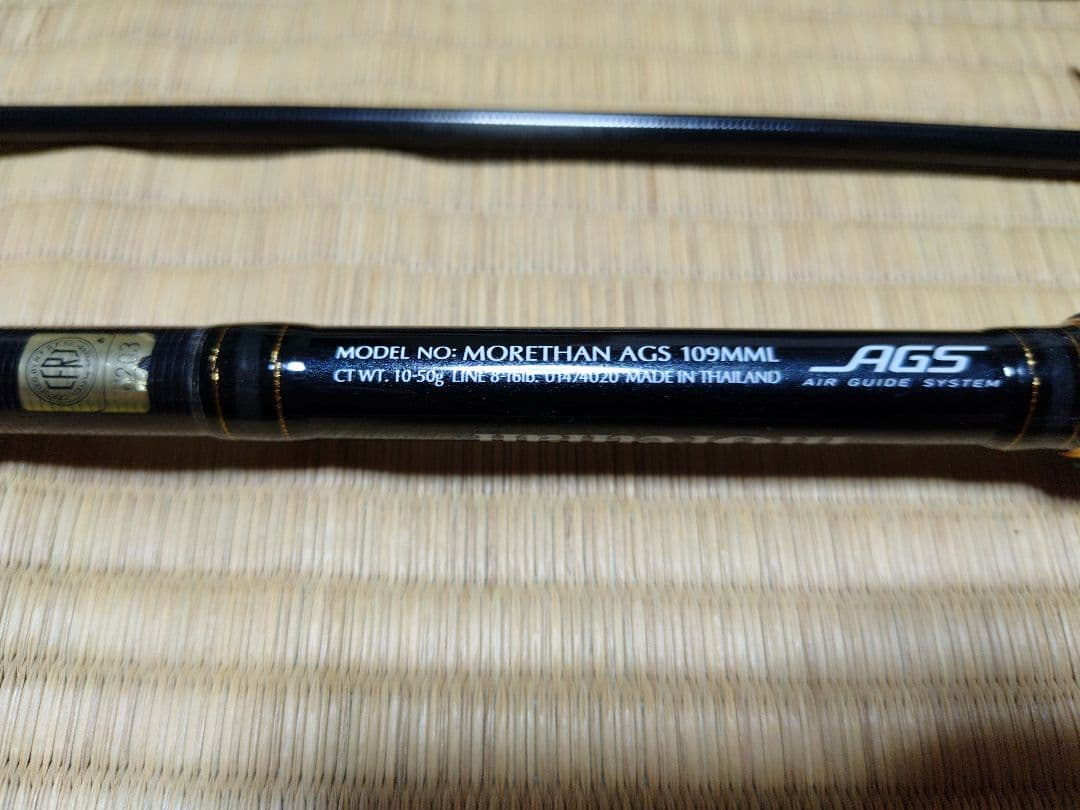 MODEL NO: MORETHAN AGS 109MML
CT WT. 10-50g LINE 8-16lb. 01474020 MADE IN THAILAND
AGS
AIR GUIDE SYSTEM
CERT